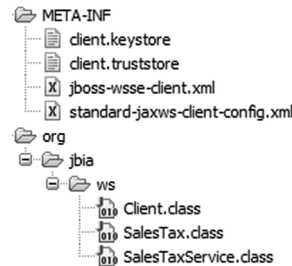 META-INF
client.keystore
client.truststore
jboss-wsse-client.xml
standard-jaxws-client-config.xml
org
jbia
ws
Client.class
SalesTax.class
SalesTaxService.class